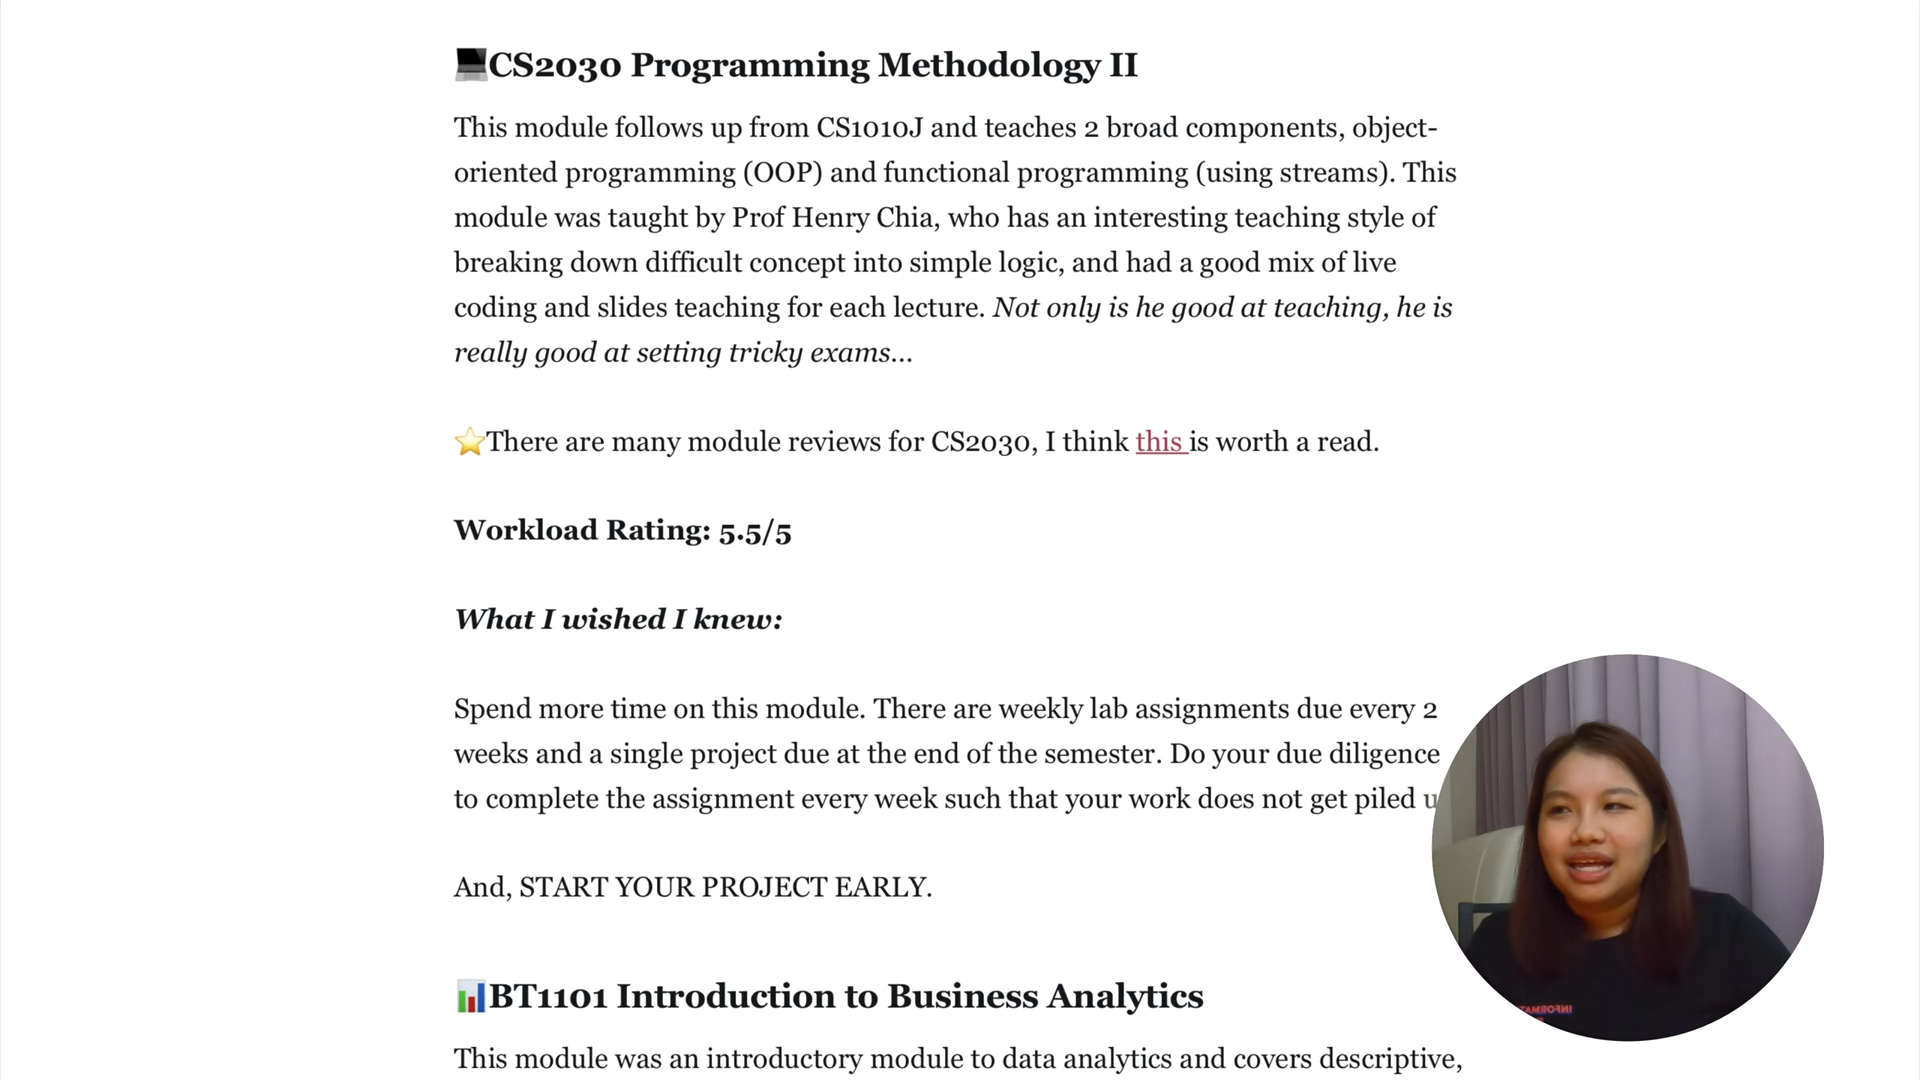 CS2030 Programming Methodology II
This module follows up from CS1010J and teaches 2 broad components, object-
oriented programming (OOP) and functional programming (using streams). This
module was taught by Prof Henry Chia, who has an interesting teaching style of
breaking down difficult concept into simple logic, and had a good mix of live
coding and slides teaching for each lecture. Not only is he good at teaching, he is
really good at setting tricky exams...
There are many module reviews for CS2030, I think this is worth a read.
Workload Rating: 5.5/5
What I wished I knew:
Spend more time on this module. There are weekly lab assignments due every 2
weeks and a single project due at the end of the semester. Do your due diligence
to complete the assignment every week such that your work does not get piled u
And, START YOUR PROJECT EARLY.
BT1101 Introduction to Business Analytics
This module was an introductory module to data analytics and covers descriptive,